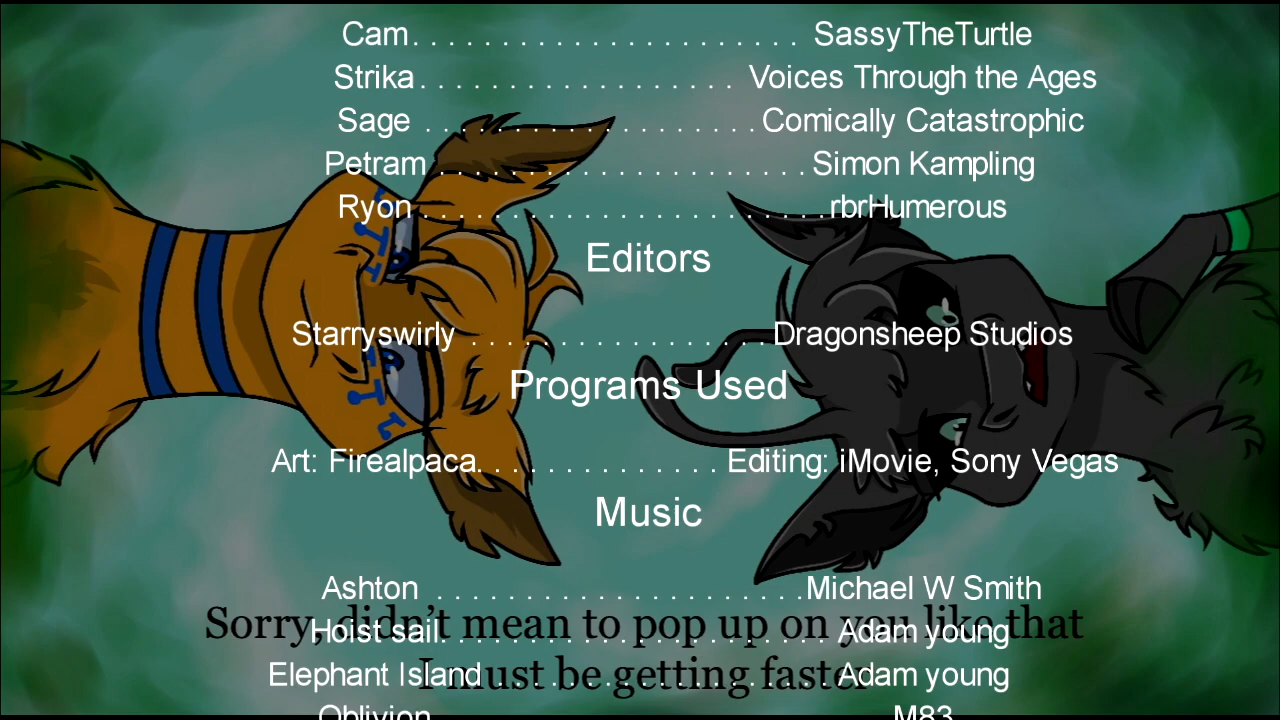 Cam. . . . . . . . . . . . . . . . . . . . . . SassyTheTurtle
Strika . . . . . . . . . . . . . . . . . . Voices Through the Ages
Sage . . . . . . . . . . . . . . . . . . . Comically Catastrophic
Petram . . . . . . . . . . . . . . . . . . . . . Simon Kampling
Ryon . . . . . . . . . . . . . . . . . . . . . . . rbrHumerous
Editors
Starryswirly . . . . . . . . . . . . . . . . . Dragonsheep Studios
Programs Used
Art: Firealpaca. . . . . . . . . . . . . . Editing: iMovie, Sony Vegas
Music
Ashton . . . . . . . . . . . . . . . . . . . . . Michael W Smith
Sorry, didn't mean to pop up on you like that
Hoist sail. . . . . . . . . . . . . . . . . . . . . . Adam young
I must be getting faster
Elephant Island . . . . . . . . . . . . . . . . . . . . Adam young
Oblivion M83